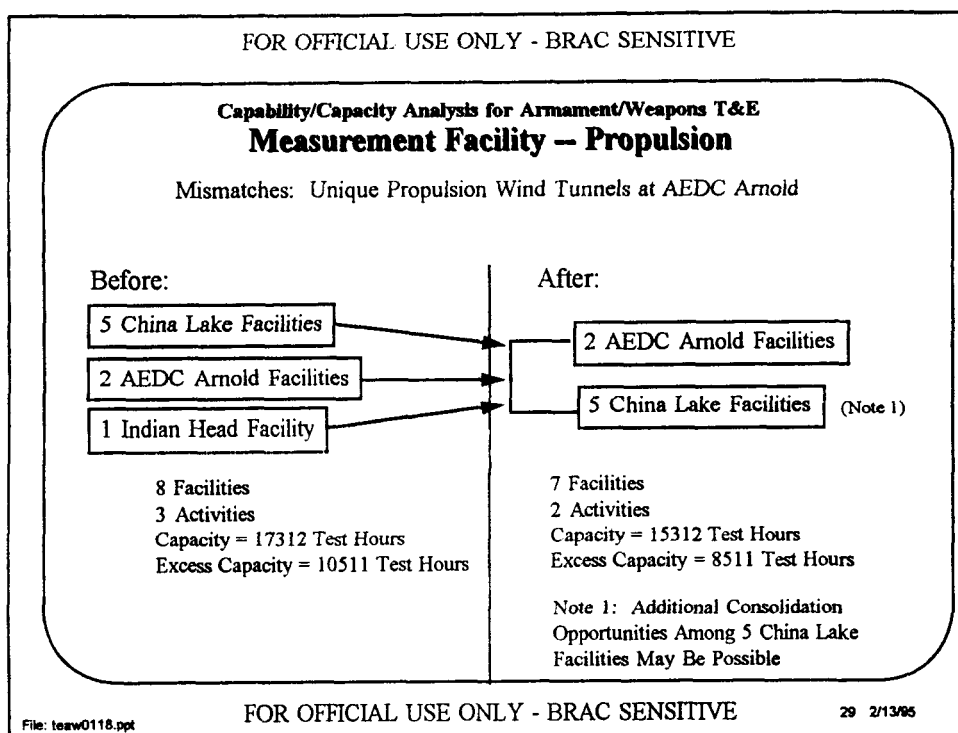 FOR OFFICIAL USE ONLY - BRAC SENSITIVE
Capability/Capacity Analysis for Armament/Weapons T&E
Measurement Facility -- Propulsion
Mismatches: Unique Propulsion Wind Tunnels at AEDC Arnold
Before:
5 China Lake Facilities
2 AEDC Arnold Facilities
1 Indian Head Facility
8 Facilities
3 Activities
Capacity = 17312 Test Hours
Excess Capacity = 10511 Test Hours
After:
2 AEDC Arnold Facilities
5 China Lake Facilities (Note 1)
7 Facilities
2 Activities
Capacity = 15312 Test Hours
Excess Capacity = 8511 Test Hours
Note 1: Additional Consolidation
Opportunities Among 5 China Lake
Facilities May Be Possible
File: teaw0118.ppt
FOR OFFICIAL USE ONLY - BRAC SENSITIVE
29 2/13/95